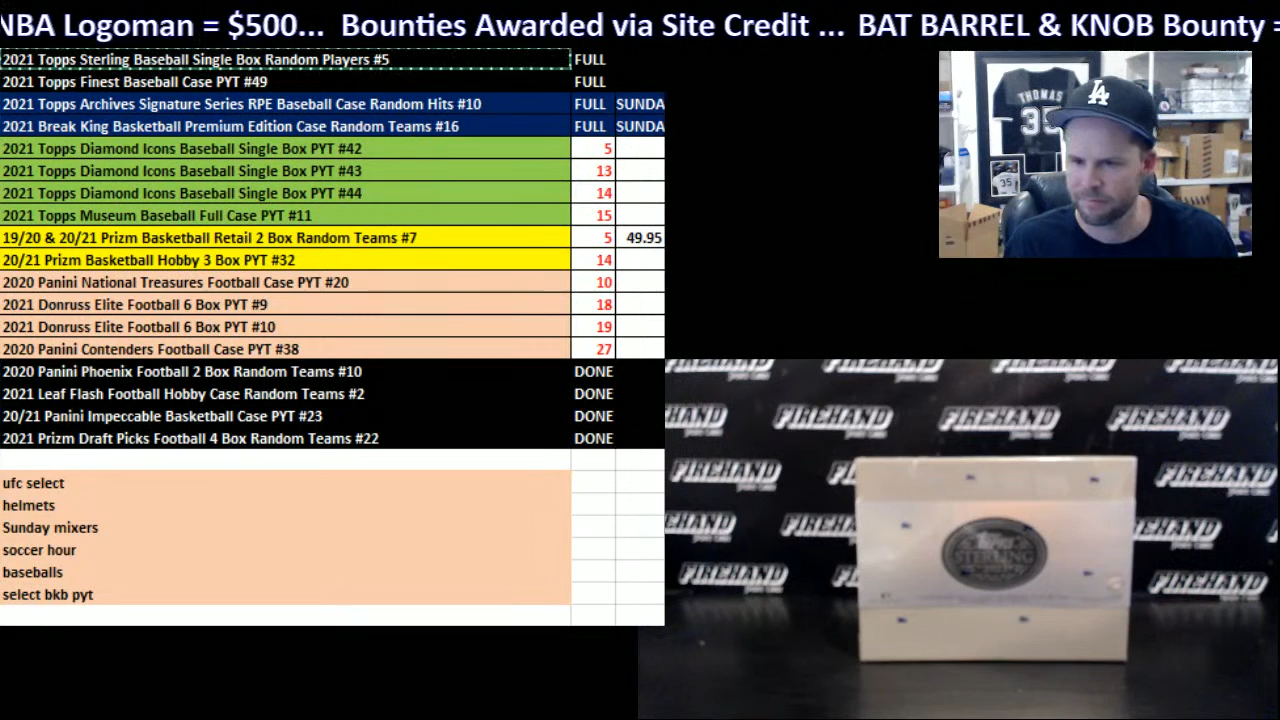 NBA Logoman = $500... Bounties Awarded via Site Credit ... BAT BARREL & KNOB Bounty =
2021 Topps Sterling Baseball Single Box Random Players #5 FULL
2021 Topps Finest Baseball Case PYT #49 FULL
2021 Topps Archives Signature Series RPE Baseball Case Random Hits #10 FULL SUNDA
2021 Break King Basketball Premium Edition Case Random Teams #16 FULL SUNDA
2021 Topps Diamond Icons Baseball Single Box PYT #42 5
2021 Topps Diamond Icons Baseball Single Box PYT #43 13
2021 Topps Diamond Icons Baseball Single Box PYT #44 14
2021 Topps Museum Baseball Full Case PYT #11 15
19/20 & 20/21 Prizm Basketball Retail 2 Box Random Teams #7 5 49.95
20/21 Prizm Basketball Hobby 3 Box PYT #32 14
2020 Panini National Treasures Football Case PYT #20 10
2021 Donruss Elite Football 6 Box PYT #9 18
2021 Donruss Elite Football 6 Box PYT #10 19
2020 Panini Contenders Football Case PYT #38 27
2020 Panini Phoenix Football 2 Box Random Teams #10 DONE
2021 Leaf Flash Football Hobby Case Random Teams #2 DONE
20/21 Panini Impeccable Basketball Case PYT #23 DONE
2021 Prizm Draft Picks Football 4 Box Random Teams #22 DONE
ufc select
helmets
Sunday mixers
soccer hour
baseballs
select bkb pyt
THOMAS
35
35
LA
FIREHAND
STERLING